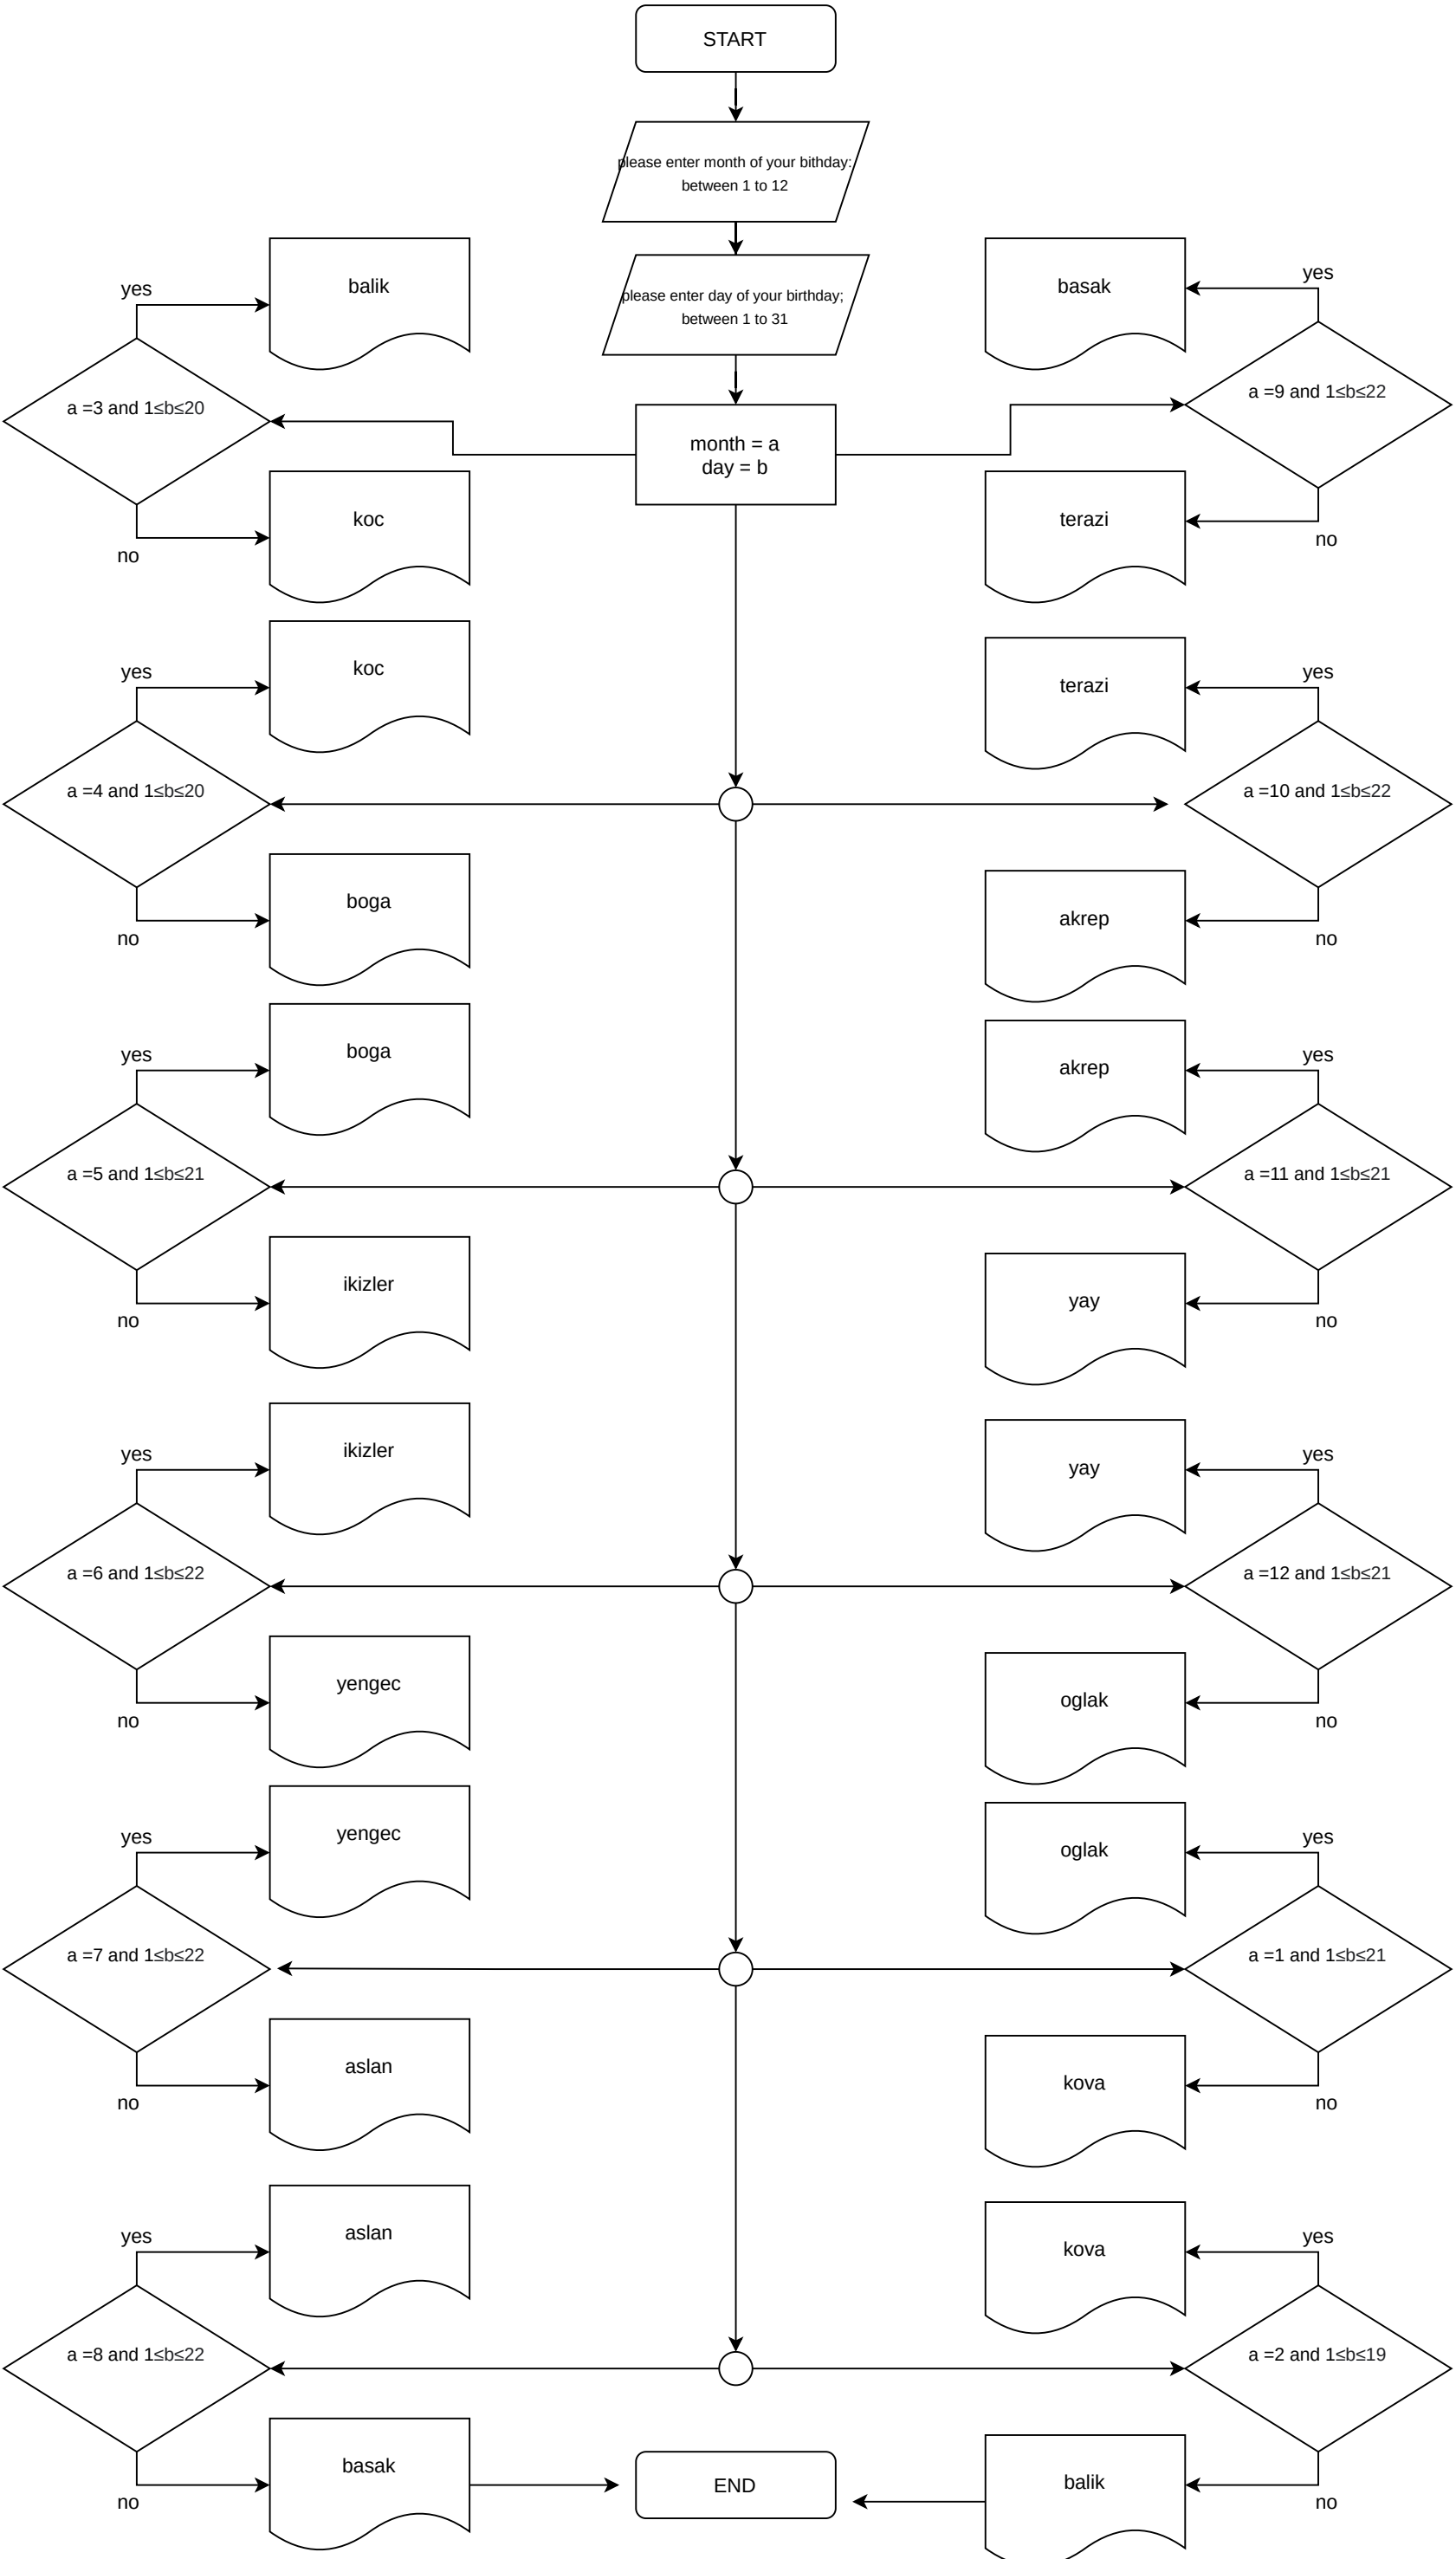 START
please enter month of your bithday:
between 1 to 12
please enter day of your birthday;
between 1 to 31
month = a
day = b
yes
balik
a =3 and 1≤b≤20
koc
no
yes
basak
a =9 and 1≤b≤22
terazi
no
yes
koc
a =4 and 1≤b≤20
boga
no
yes
terazi
a =10 and 1≤b≤22
akrep
no
yes
boga
a =5 and 1≤b≤21
ikizler
no
yes
akrep
a =11 and 1≤b≤21
yay
no
yes
ikizler
a =6 and 1≤b≤22
yengec
no
yes
yay
a =12 and 1≤b≤21
oglak
no
yes
yengec
a =7 and 1≤b≤22
aslan
no
yes
oglak
a =1 and 1≤b≤21
kova
no
yes
aslan
a =8 and 1≤b≤22
basak
no
yes
kova
a =2 and 1≤b≤19
balik
no
END